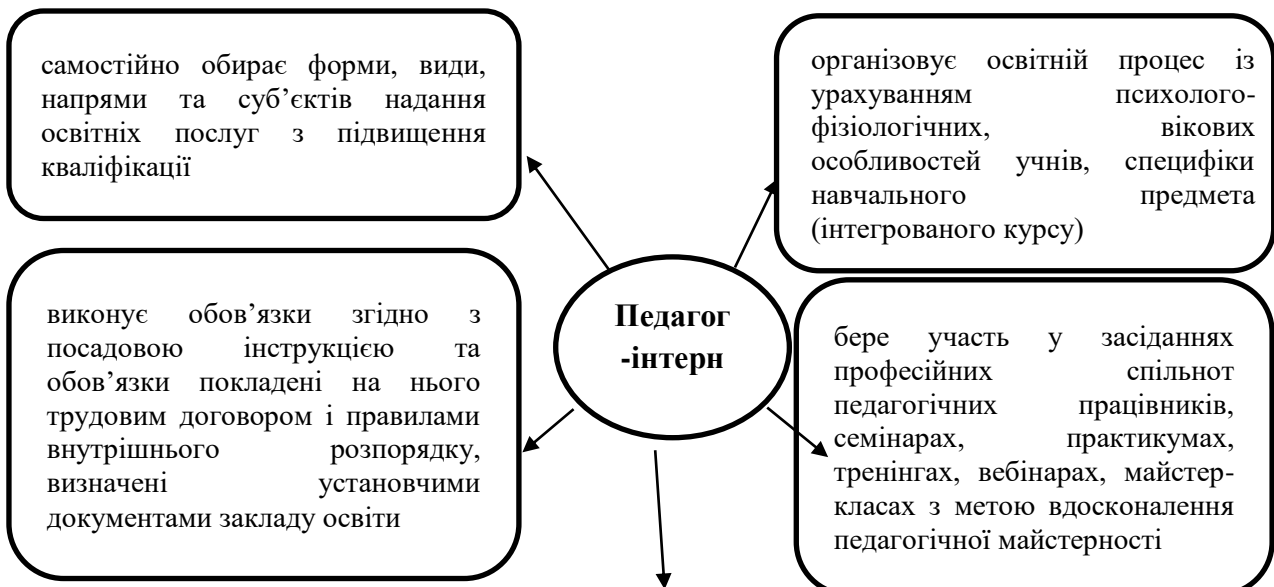 самостійно обирає форми, види,
напрями та суб’єктів надання
освітніх послуг з підвищення
кваліфікації
організовує освітній процес із
урахуванням психолого-
фізіологічних, вікових
особливостей учнів, специфіки
навчального предмета
(інтегрованого курсу)
Педагог
-інтерн
виконує обов’язки згідно з
посадовою інструкцією та
обов’язки покладені на нього
трудовим договором і правилами
внутрішнього розпорядку,
визначені установчими
документами закладу освіти
бере участь у засіданнях
професійних спільнот
педагогічних працівників,
семінарах, практикумах,
тренінгах, вебінарах, майстер-
класах з метою вдосконалення
педагогічної майстерності